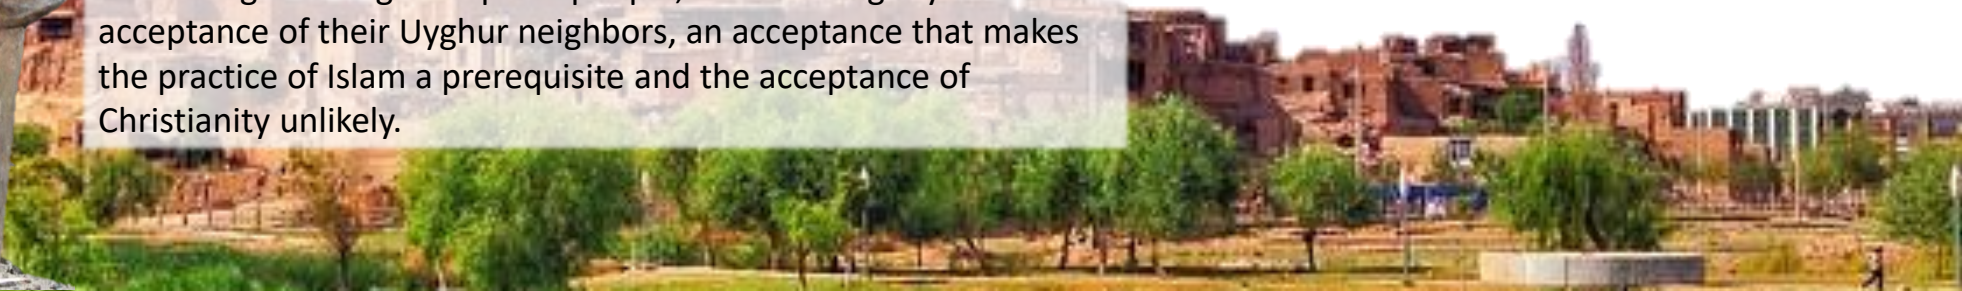 acceptance of their Uyghur neighbors, an acceptance that makes
the practice of Islam a prerequisite and the acceptance of
Christianity unlikely.